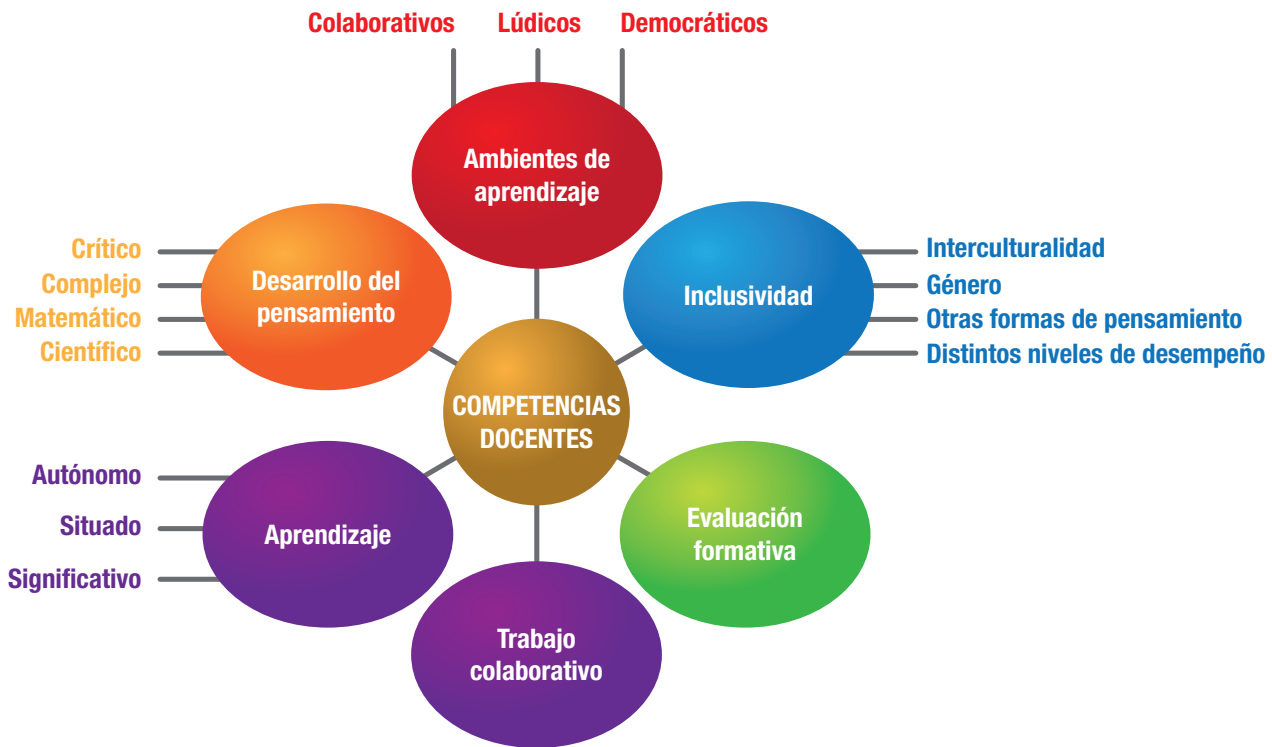 Colaborativos
Lúdicos
Democráticos
Ambientes de
aprendizaje
Crítico
Complejo
Matemático
Científico
Desarrollo del
pensamiento
Inclusividad
Interculturalidad
Género
Otras formas de pensamiento
Distintos niveles de desempeño
COMPETENCIAS
DOCENTES
Autónomo
Situado
Significativo
Aprendizaje
Evaluación
formativa
Trabajo
colaborativo